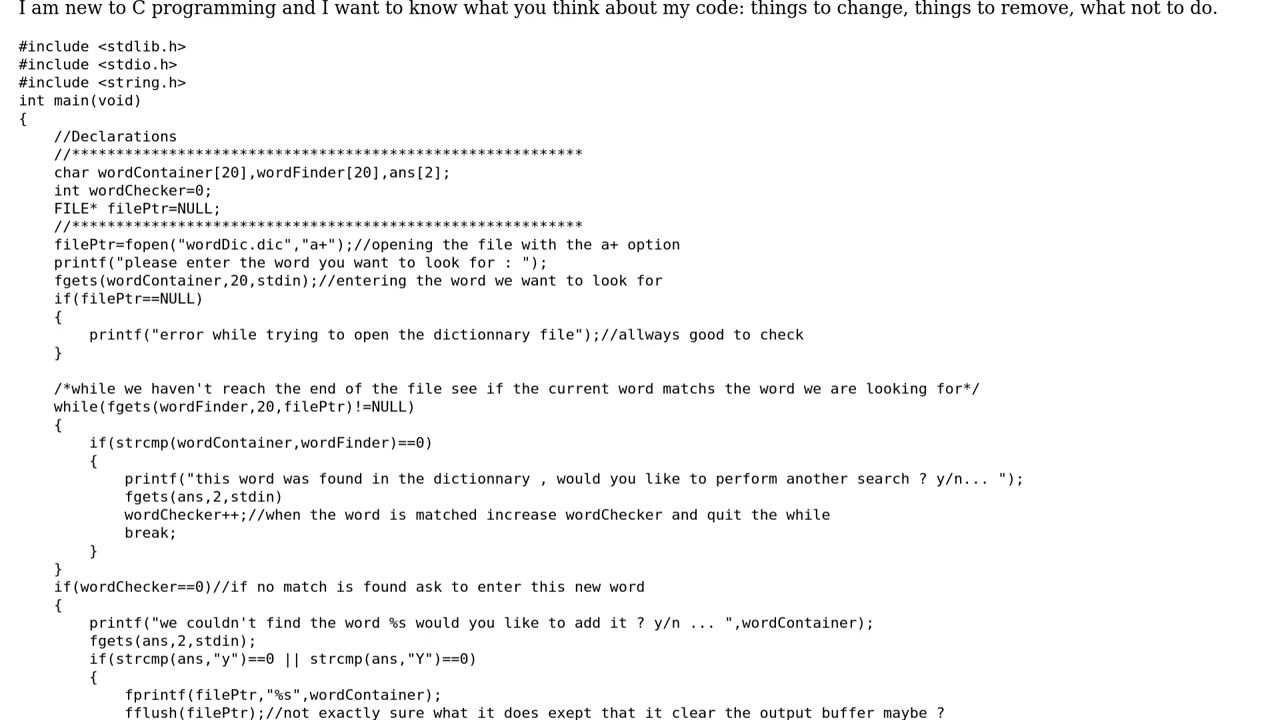 I am new to C programming and I want to know what you think about my code: things to change, things to remove, what not to do.
#include <stdlib.h>
#include <stdio.h>
#include <string.h>
int main(void)
{
    //Declarations
    //**********************************************************
    char wordContainer[20],wordFinder[20],ans[2];
    int wordChecker=0;
    FILE* filePtr=NULL;
    //**********************************************************
    filePtr=fopen("wordDic.dic","a+");//opening the file with the a+ option
    printf("please enter the word you want to look for : ");
    fgets(wordContainer,20,stdin);//entering the word we want to look for
    if(filePtr==NULL)
    {
        printf("error while trying to open the dictionnary file");//allways good to check
    }
    /*while we haven't reach the end of the file see if the current word matchs the word we are looking for*/
    while(fgets(wordFinder,20,filePtr)!=NULL)
    {
        if(strcmp(wordContainer,wordFinder)==0)
        {
            printf("this word was found in the dictionnary , would you like to perform another search ? y/n... ");
            fgets(ans,2,stdin)
            wordChecker++;//when the word is matched increase wordChecker and quit the while
            break;
        }
    }
    if(wordChecker==0)//if no match is found ask to enter this new word
    {
        printf("we couldn't find the word %s would you like to add it ? y/n ... ",wordContainer);
        fgets(ans,2,stdin);
        if(strcmp(ans,"y")==0 || strcmp(ans,"Y")==0)
        {
            fprintf(filePtr,"%s",wordContainer);
            fflush(filePtr);//not exactly sure what it does exept that it clear the output buffer maybe ?